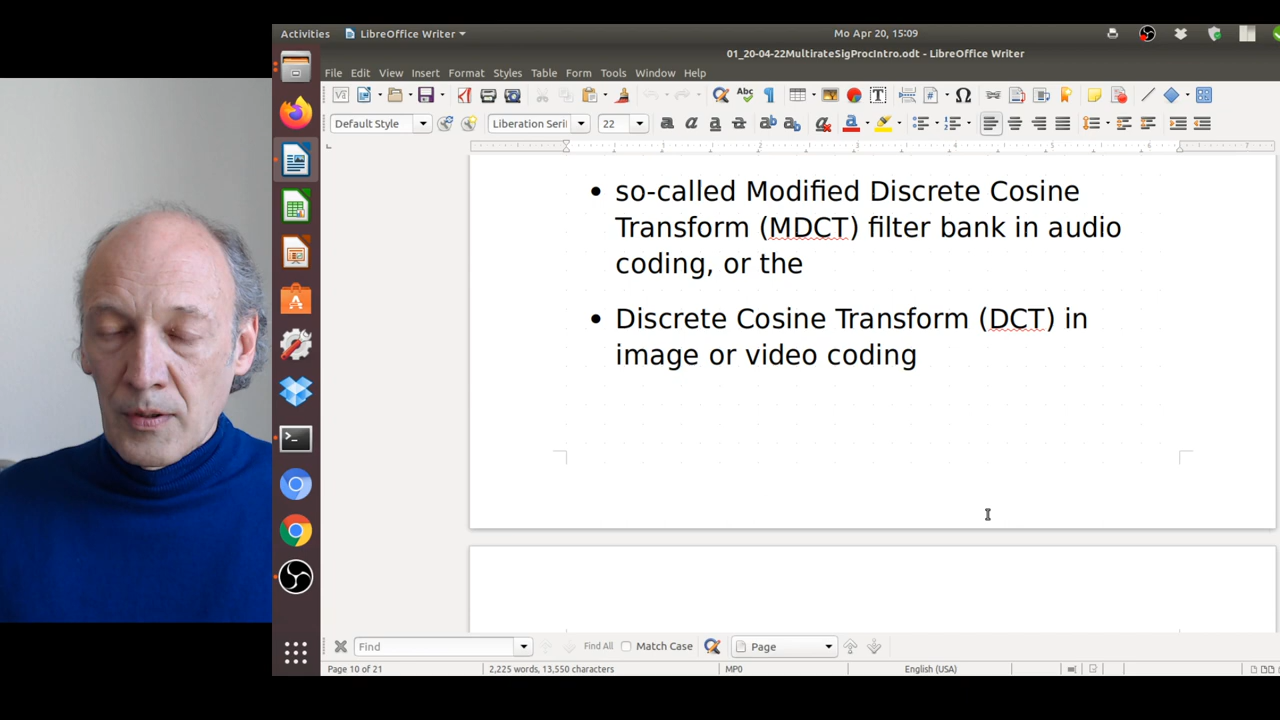 Activities
LibreOffice Writer
Mo Apr 20, 15:09
01_20-04-22MultirateSigProcIntro.odt - LibreOffice Writer
File Edit View Insert Format Styles Table Form Tools Window Help
Default Style
Liberation Seri
22
so-called Modified Discrete Cosine
Transform (MDCT) filter bank in audio
coding, or the
Discrete Cosine Transform (DCT) in
image or video coding
Find
Find All
Match Case
Page
Page 10 of 21
2,225 words, 13,550 characters
MP0
English (USA)